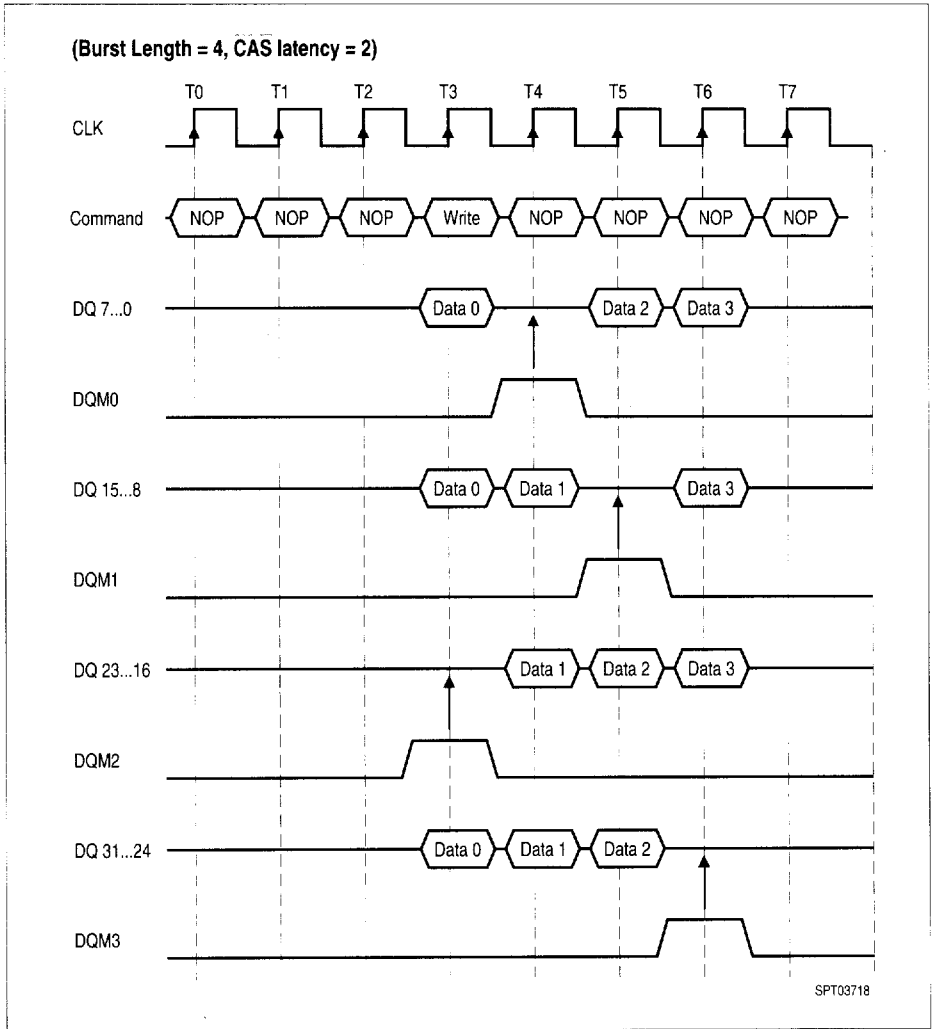 (Burst Length = 4, CAS latency = 2)
T0 T1 T2 T3 T4 T5 T6 T7
CLK
Command NOP NOP NOP Write NOP NOP NOP NOP
DQ 7...0 Data 0 Data 2 Data 3
DQM0
DQ 15...8 Data 0 Data 1 Data 3
DQM1
DQ 23...16 Data 1 Data 2 Data 3
DQM2
DQ 31...24 Data 0 Data 1 Data 2
DQM3
SPT03718